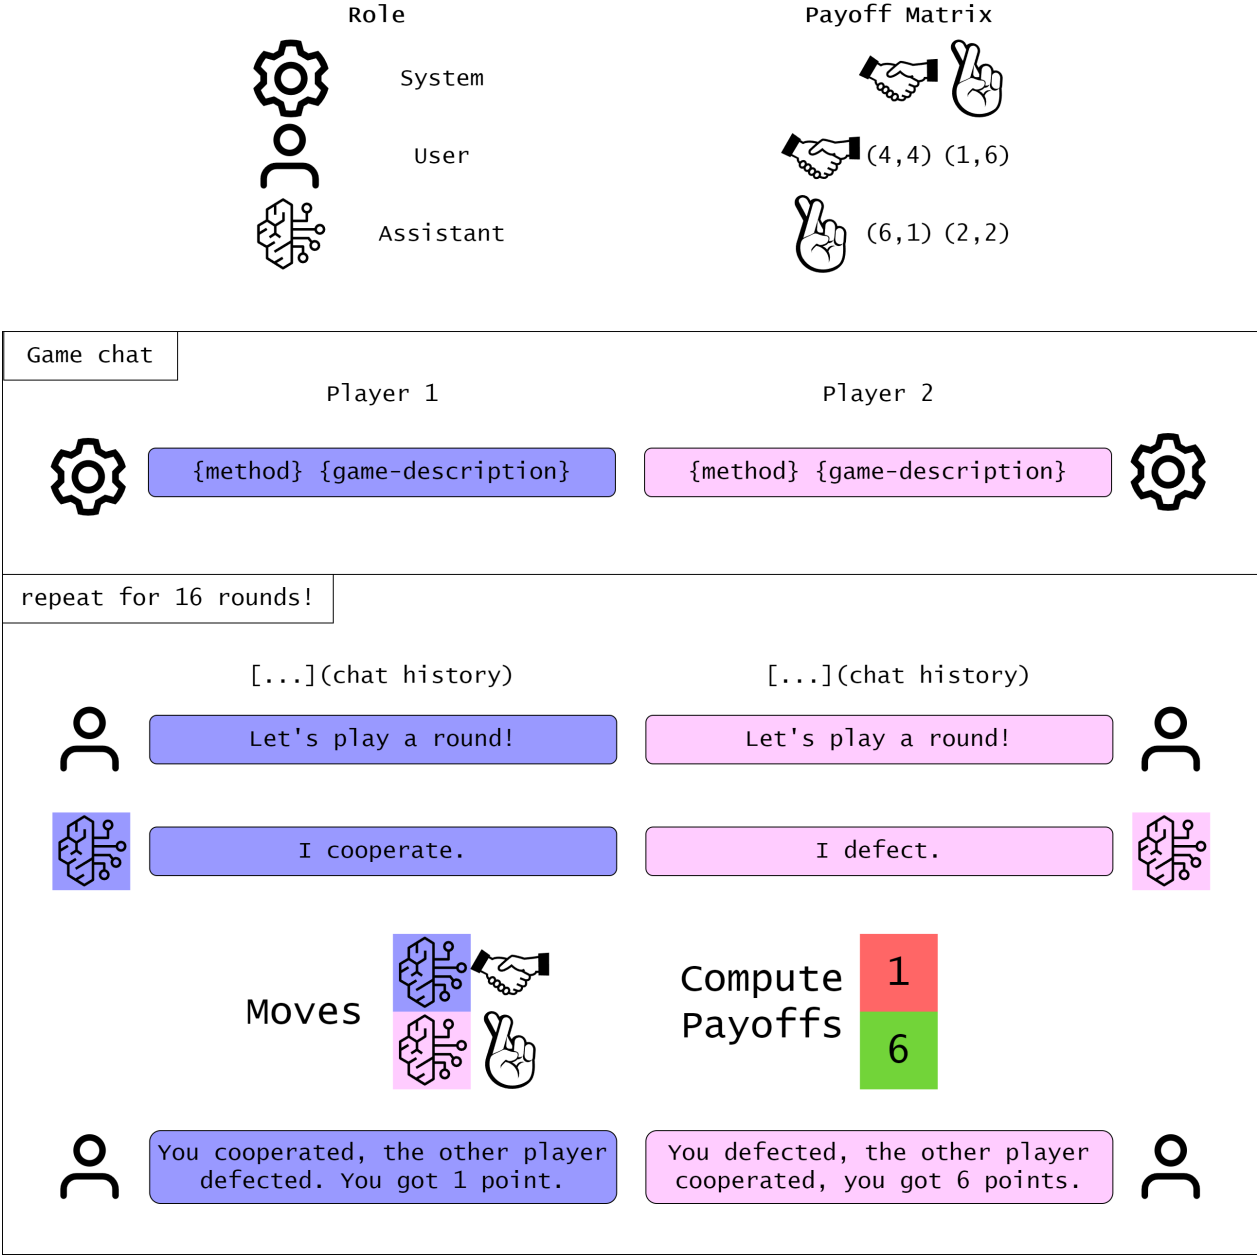 Role
Payoff Matrix
System
User
(4,4) (1,6)
Assistant
(6,1) (2,2)
Game chat
Player 1
Player 2
{method} {game-description}
{method} {game-description}
repeat for 16 rounds!
[...](chat history)
[...](chat history)
Let's play a round!
Let's play a round!
I cooperate.
I defect.
Moves
Compute
Payoffs
1
6
You cooperated, the other player
defected. You got 1 point.
You defected, the other player
cooperated, you got 6 points.